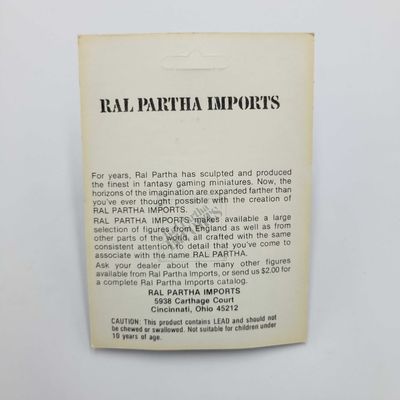 RAL PARTHA IMPORTS
For years, Ral Partha has sculpted and produced
the finest in fantasy gaming miniatures. Now, the
horizons of the imagination are expanded farther than
you've ever thought possible with the creation of
RAL PARTHA IMPORTS.
RAL PARTHA IMPORTS makes available a large
selection of figures from England as well as from
other parts of the world, all crafted with the same
consistent attention to detail that you've come to
associate with the name RAL PARTHA.
Ask your dealer about the many other figures
available from Ral Partha Imports, or send us $2.00 for
a complete Ral Partha Imports catalog.
RAL PARTHA IMPORTS
5938 Carthage Court
Cincinnati, Ohio 45212
CAUTION: This product contains LEAD and should not
be chewed or swallowed. Not suitable for children under
10 years of age.